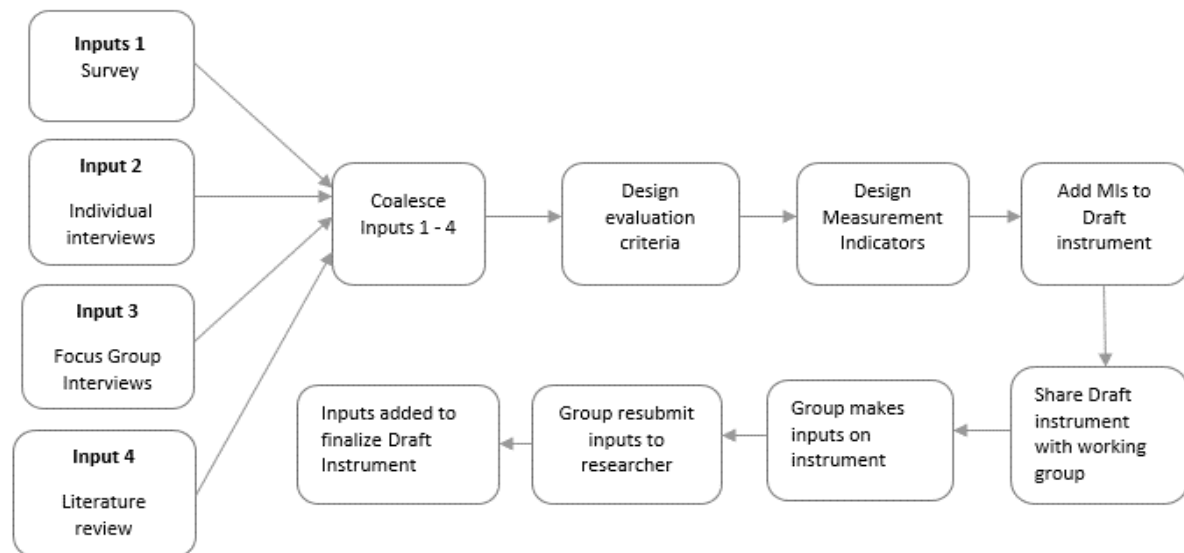 Inputs 1
Survey
Input 2
Individual
interviews
Input 3
Focus Group
Interviews
Input 4
Literature
review
Coalesce
Inputs 1 - 4
Design
evaluation
criteria
Design
Measurement
Indicators
Add MIs to
Draft
instrument
Share Draft
instrument
with working
group
Group makes
inputs on
instrument
Group resubmit
inputs to
researcher
Inputs added to
finalize Draft
Instrument